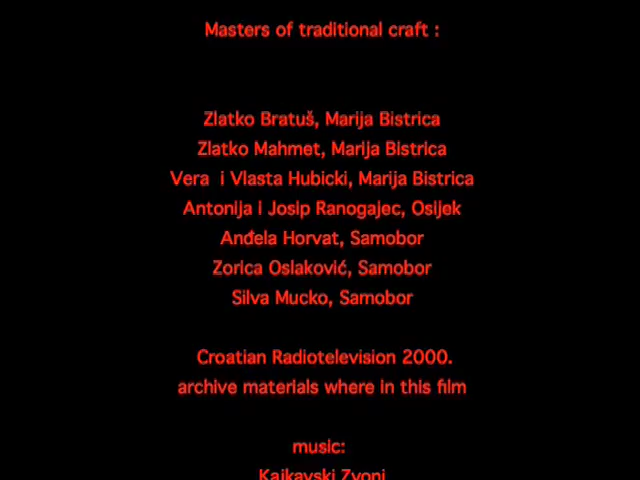 Masters of traditional craft :
Zlatko Bratuš, Marija Bistrica
Zlatko Mahmet, Marija Bistrica
Vera i Vlasta Hubicki, Marija Bistrica
Antonija i Josip Ranogajec, Osijek
Anđela Horvat, Samobor
Zorica Oslaković, Samobor
Silva Mucko, Samobor
Croatian Radiotelevision 2000.
archive materials where in this film
music:
Kajkavski Zvoni